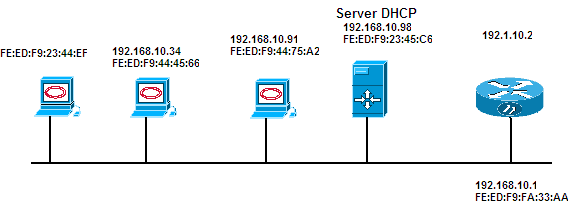 Server DHCP
192.168.10.98
FE:ED:F9:23:45:C6
192.168.10.91
FE:ED:F9:44:75:A2
192.1.10.2
192.168.10.34
FE:ED:F9:44:45:66
FE:ED:F9:23:44:EF
192.168.10.1
FE:ED:F9:FA:33:AA